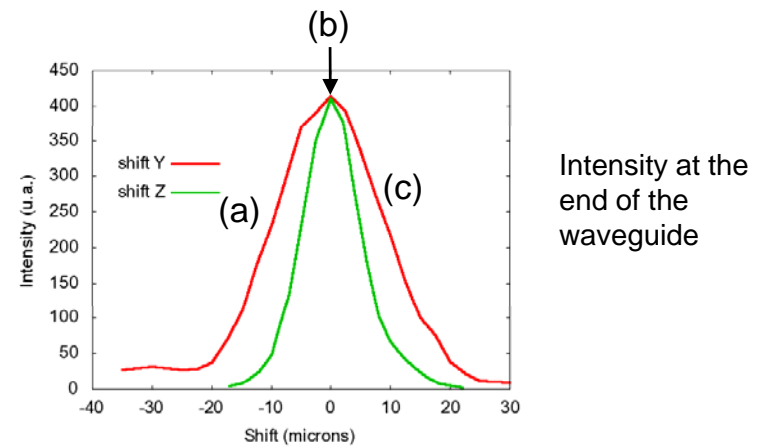 (b)
450
400
350
300
250
200
150
100
50
0
Intensity (u.a.)
shift Y
shift Z
(a)
(c)
-40 -30 -20 -10 0 10 20 30
Shift (microns)
Intensity at the
end of the
waveguide